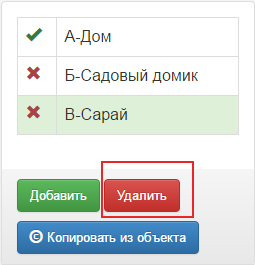 А-Дом
Б-Садовый домик
В-Сарай
Добавить Удалить
© Копировать из объекта